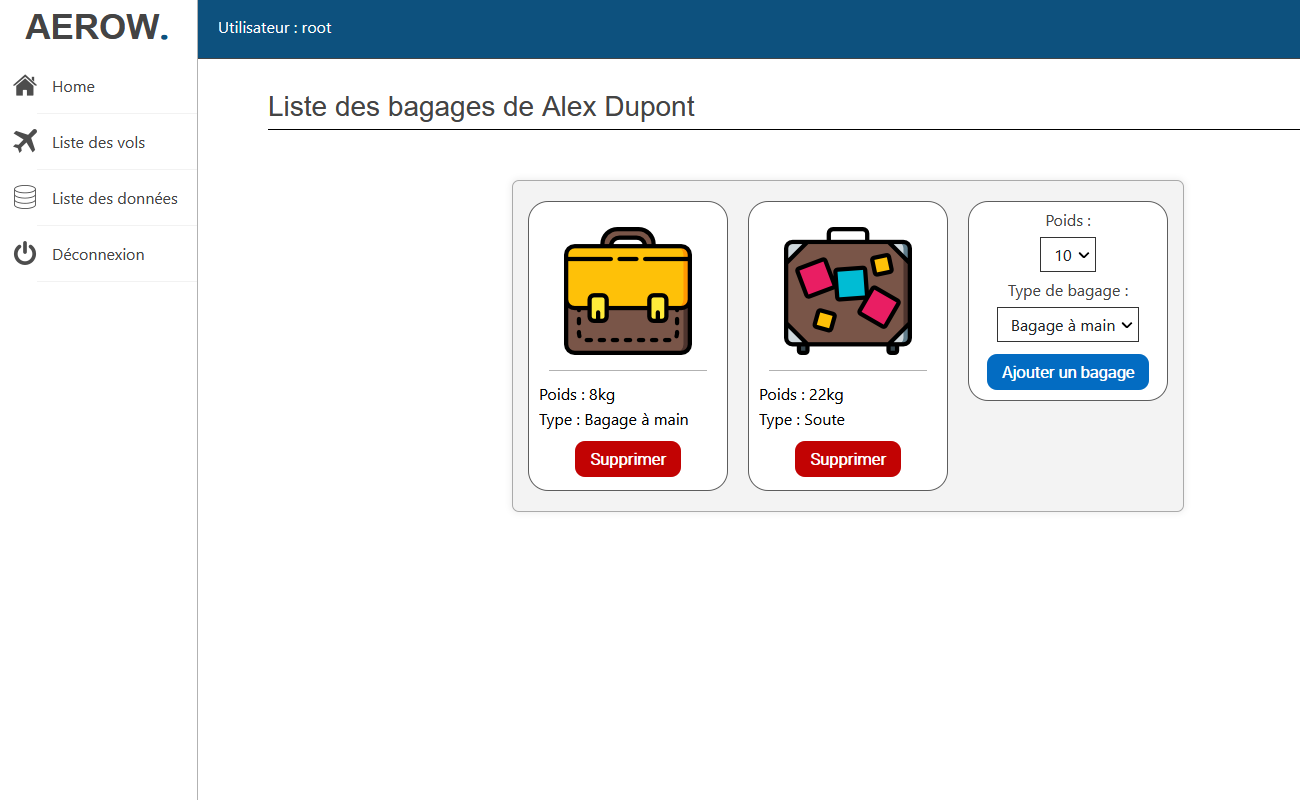 AEROW.
Utilisateur : root
Home
Liste des vols
Liste des données
Déconnexion
Liste des bagages de Alex Dupont
Poids : 8kg
Type : Bagage à main
Supprimer
Poids : 22kg
Type : Soute
Supprimer
Poids :
10
Type de bagage :
Bagage à main
Ajouter un bagage